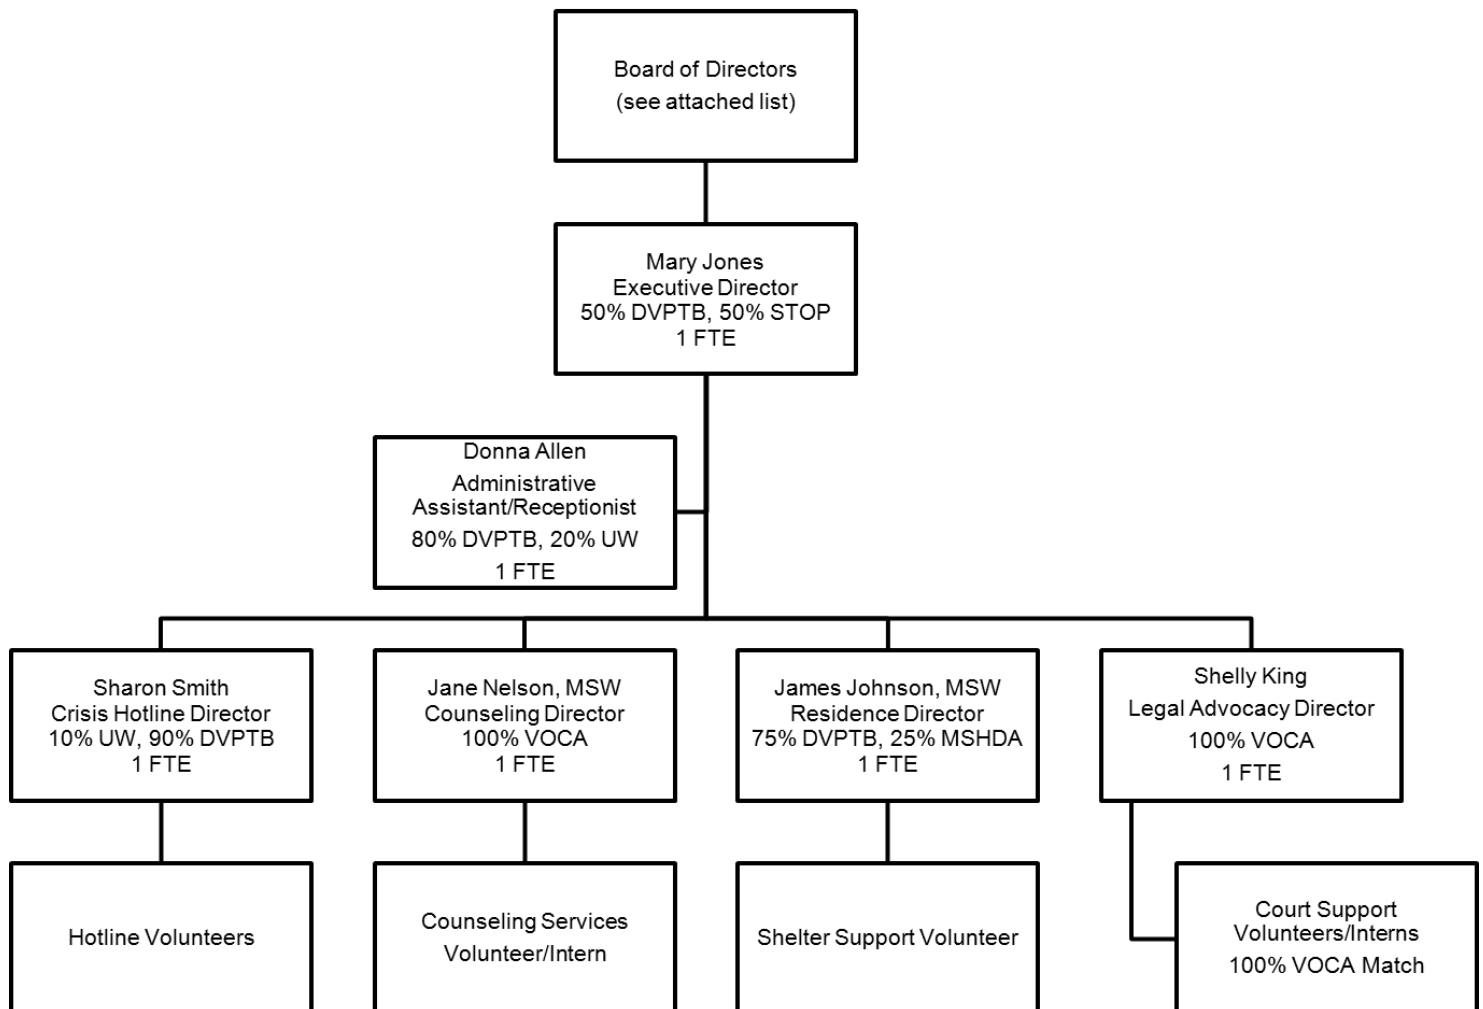 Board of Directors
(see attached list)
Mary Jones
Executive Director
50% DVPTB, 50% STOP
1 FTE
Donna Allen
Administrative
Assistant/Receptionist
80% DVPTB, 20% UW
1 FTE
Sharon Smith
Crisis Hotline Director
10% UW, 90% DVPTB
1 FTE
Jane Nelson, MSW
Counseling Director
100% VOCA
1 FTE
James Johnson, MSW
Residence Director
75% DVPTB, 25% MSHDA
1 FTE
Shelly King
Legal Advocacy Director
100% VOCA
1 FTE
Hotline Volunteers
Counseling Services
Volunteer/Intern
Shelter Support Volunteer
Court Support
Volunteers/Interns
100% VOCA Match